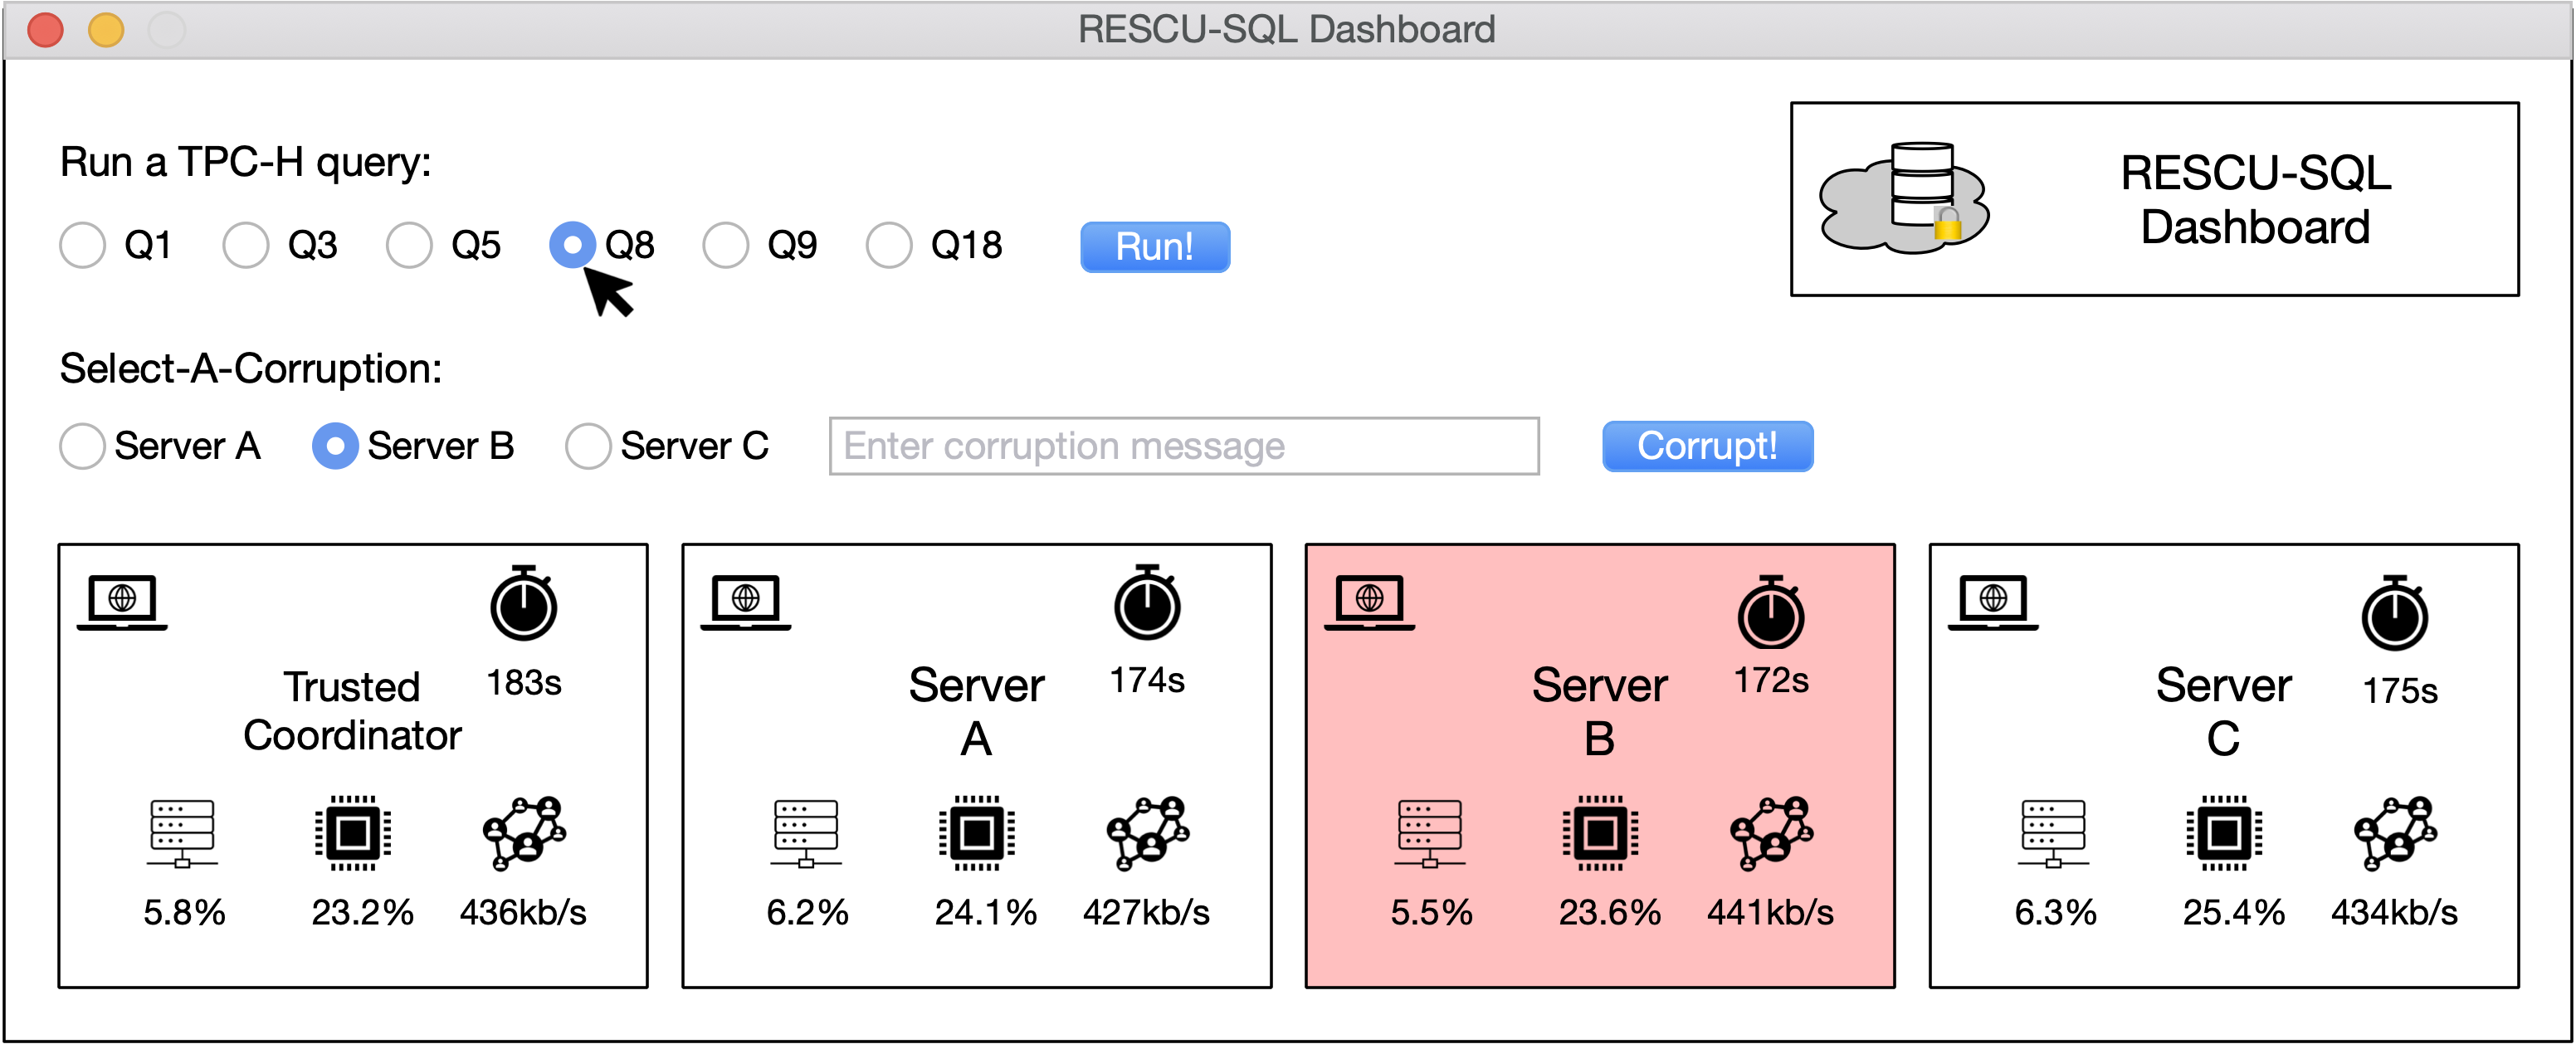 RESCU-SQL Dashboard
Run a TPC-H query:
Q1 Q3 Q5 Q8 Q9 Q18 Run!
RESCU-SQL
Dashboard
Select-A-Corruption:
Server A Server B Server C Enter corruption message Corrupt!
Trusted
Coordinator
183s
5.8% 23.2% 436kb/s
Server
A
174s
6.2% 24.1% 427kb/s
Server
B
172s
5.5% 23.6% 441kb/s
Server
C
175s
6.3% 25.4% 434kb/s